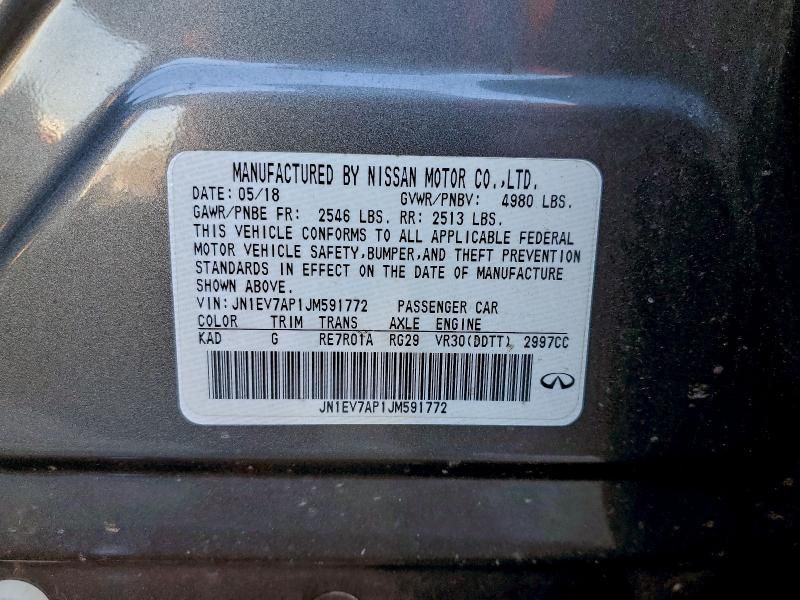 MANUFACTURED BY NISSAN MOTOR CO.,LTD.
DATE: 05/18 GVWR/PNBV: 4980 LBS.
GAWR/PNBE FR: 2546 LBS. RR: 2513 LBS.
THIS VEHICLE CONFORMS TO ALL APPLICABLE FEDERAL
MOTOR VEHICLE SAFETY, BUMPER, AND THEFT PREVENTION
STANDARDS IN EFFECT ON THE DATE OF MANUFACTURE
SHOWN ABOVE.
VIN: JN1EV7AP1JM591772 PASSENGER CAR
COLOR TRIM TRANS AXLE ENGINE
KAD G RE7R01A RG29 VR30(DDTT) 2997CC
JN1EV7AP1JM591772